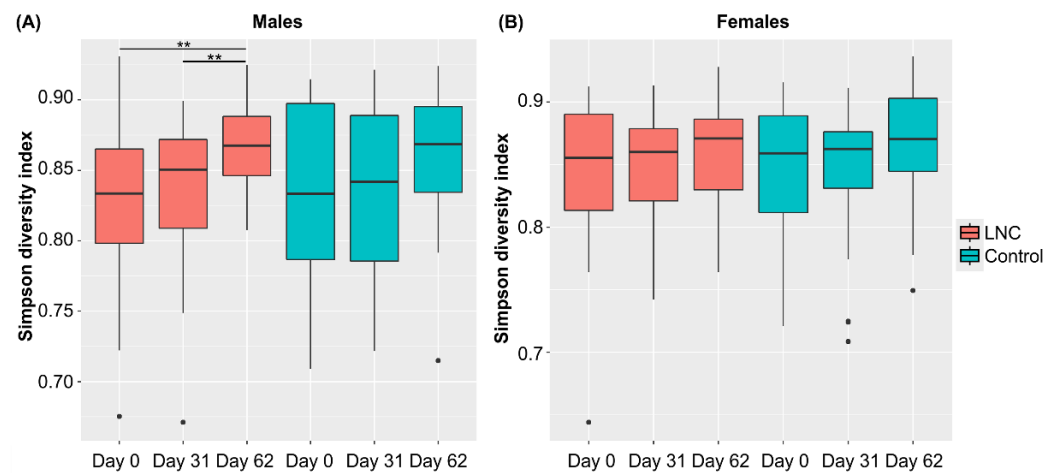 (A) Males
**
**
Simpson diversity index
0.90
0.85
0.80
0.75
0.70
Day 0 Day 31 Day 62 Day 0 Day 31 Day 62
(B) Females
Simpson diversity index
0.9
0.8
0.7
Day 0 Day 31 Day 62 Day 0 Day 31 Day 62
LNC
Control